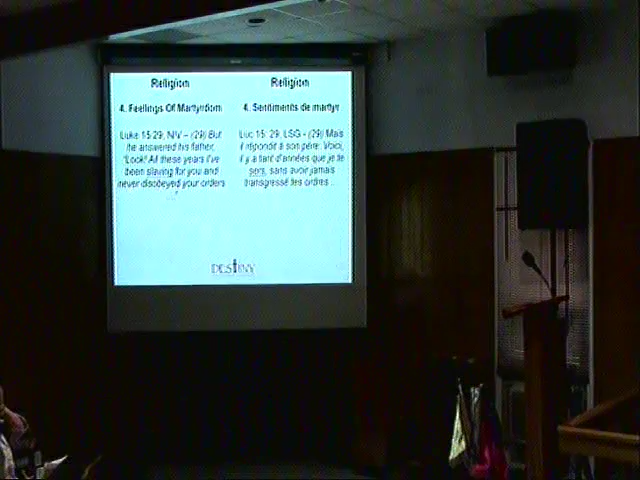 Religion
4. Feelings Of Martyrdom
Luke 15:29, NIV – (29) But
he answered his father,
'Look! All these years I've
been slaving for you and
never disobeyed your orders
..."
Religion
4. Sentiments de martyr
Luc 15: 29, LSG - (29) Mais
il répondit à son père: Voici,
il y a tant d'années que je te
sers, sans avoir jamais
transgressé tes ordres...
DESTINY